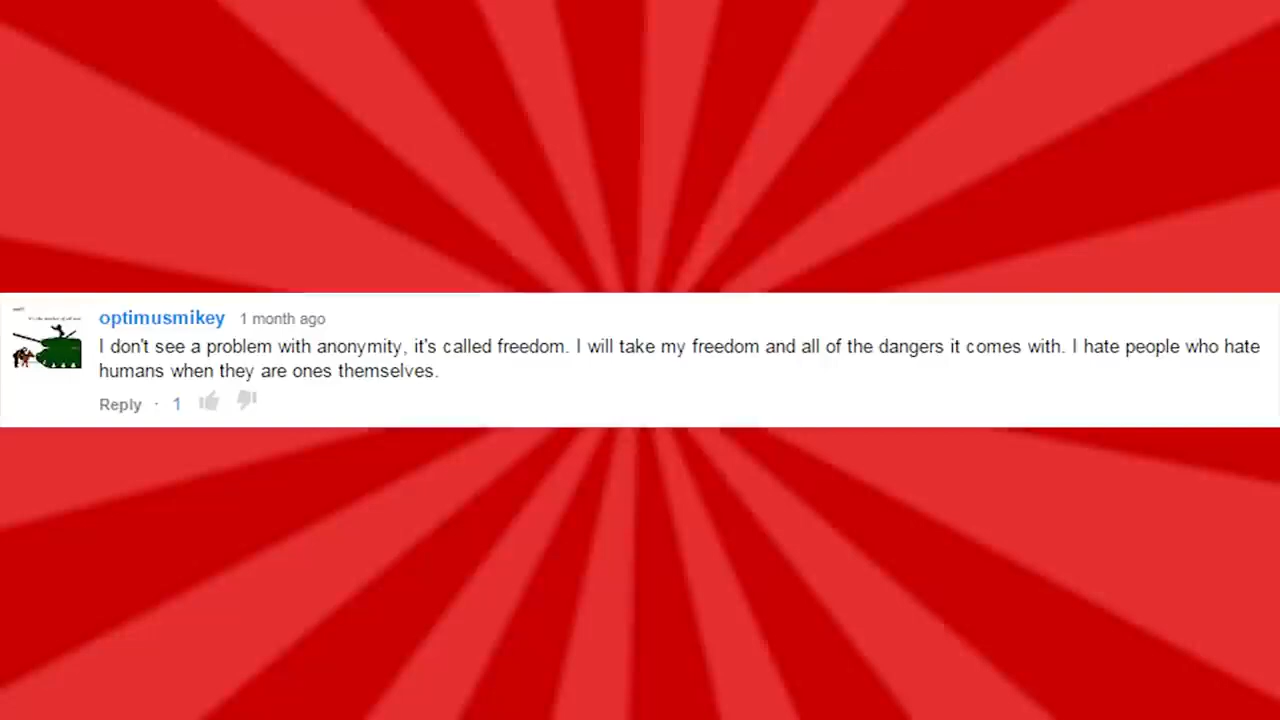 optimusmikey 1 month ago
I don't see a problem with anonymity, it's called freedom. I will take my freedom and all of the dangers it comes with. I hate people who hate
humans when they are ones themselves.
Reply · 1